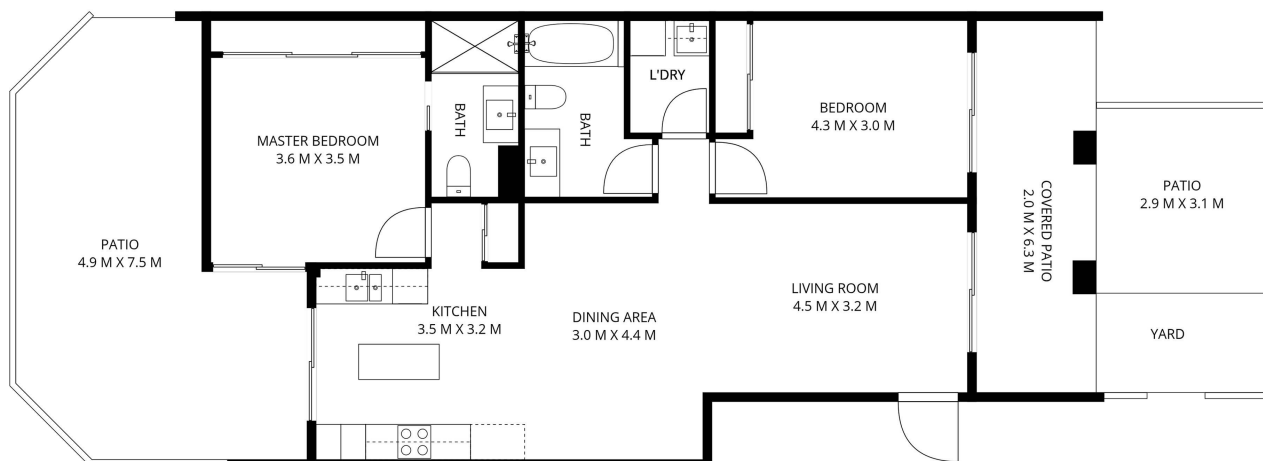 PATIO
4.9 M X 7.5 M
MASTER BEDROOM
3.6 M X 3.5 M
BATH
BATH
L'DRY
BEDROOM
4.3 M X 3.0 M
KITCHEN
3.5 M X 3.2 M
DINING AREA
3.0 M X 4.4 M
LIVING ROOM
4.5 M X 3.2 M
COVERED PATIO
2.0 M X 6.3 M
PATIO
2.9 M X 3.1 M
YARD